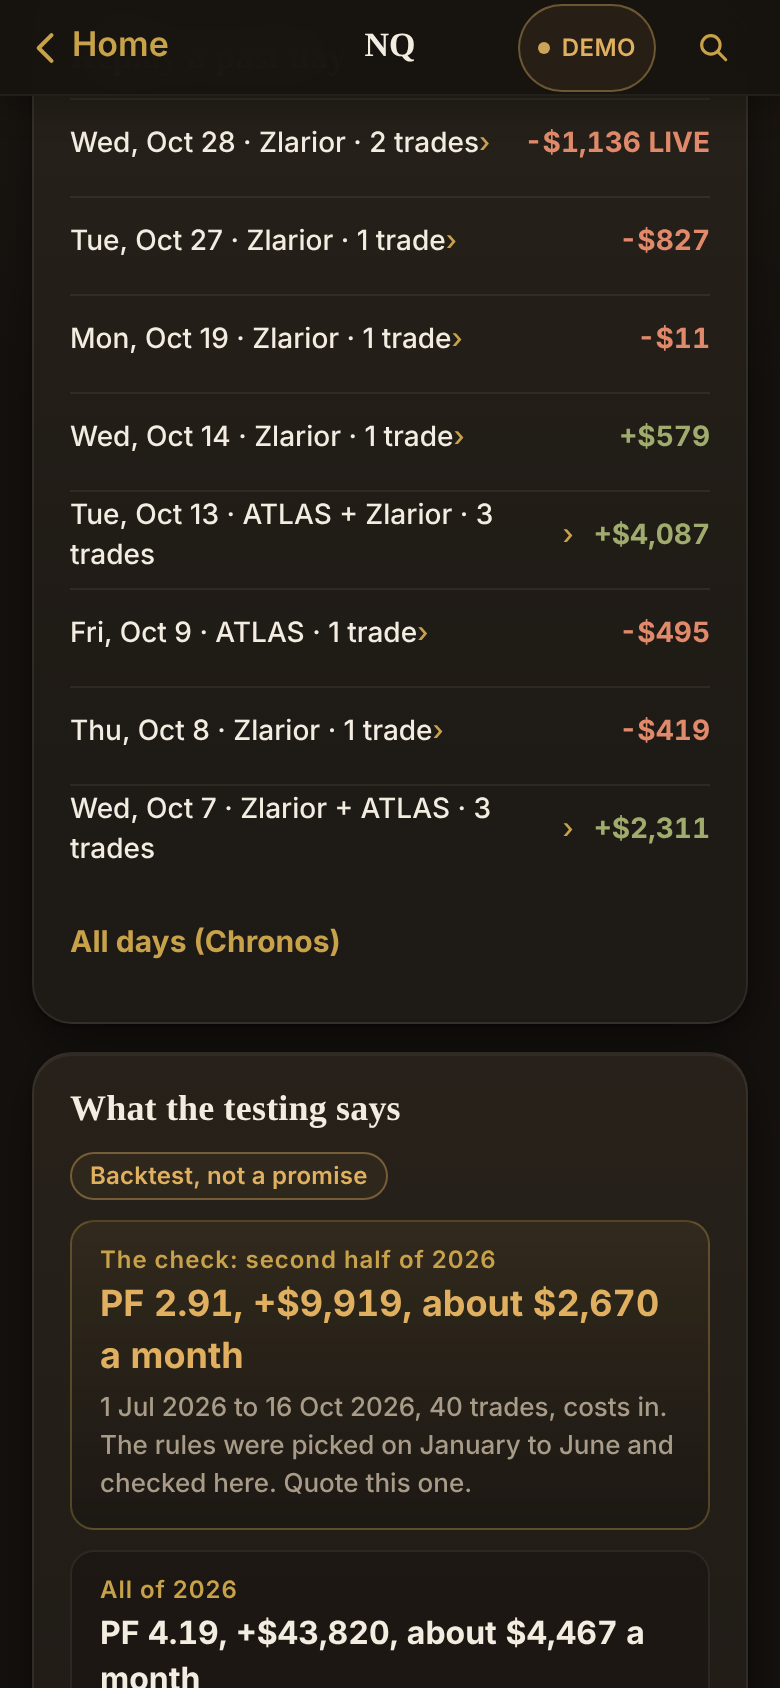 Home
NQ
DEMO
Wed, Oct 28 · Zlarior · 2 trades› -$1,136 LIVE
Tue, Oct 27 · Zlarior · 1 trade› -$827
Mon, Oct 19 · Zlarior · 1 trade› -$11
Wed, Oct 14 · Zlarior · 1 trade› +$579
Tue, Oct 13 · ATLAS + Zlarior · 3
trades › +$4,087
Fri, Oct 9 · ATLAS · 1 trade› -$495
Thu, Oct 8 · Zlarior · 1 trade› -$419
Wed, Oct 7 · Zlarior + ATLAS · 3
trades › +$2,311
All days (Chronos)
What the testing says
Backtest, not a promise
The check: second half of 2026
PF 2.91, +$9,919, about $2,670
a month
1 Jul 2026 to 16 Oct 2026, 40 trades, costs in.
The rules were picked on January to June and
checked here. Quote this one.
All of 2026
PF 4.19, +$43,820, about $4,467 a
month